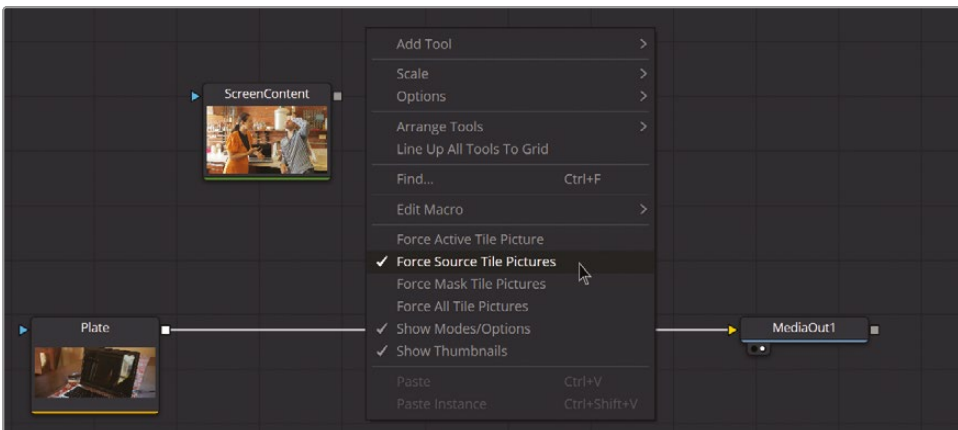 Add Tool
Scale
ScreenContent
Options
Arrange Tools
Line Up All Tools To Grid
Find... Ctrl+F
Edit Macro
Force Active Tile Picture
✓ Force Source Tile Pictures
Force Mask Tile Pictures
Force All Tile Pictures
✓ Show Modes/Options
✓ Show Thumbnails
Paste Ctrl+V
Paste Instance Ctrl+Shift+V
Plate
MediaOut1